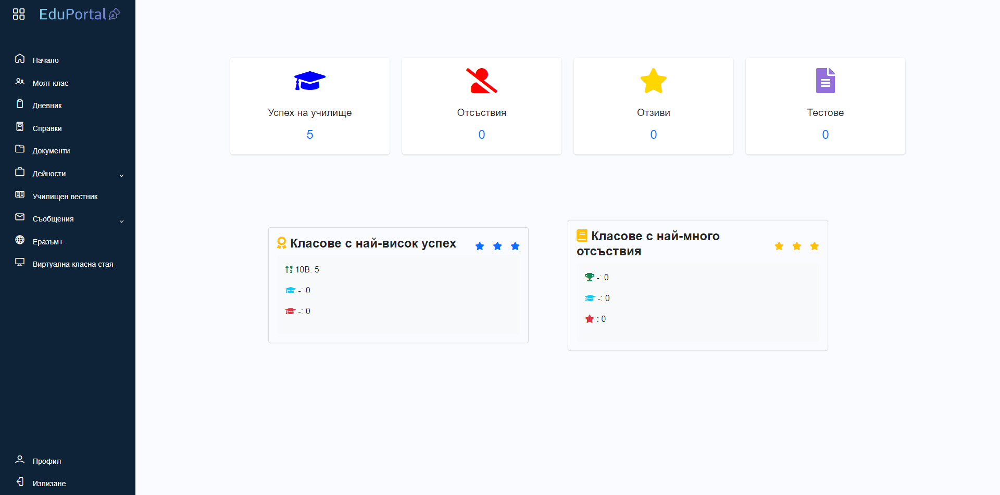 EduPortal
Начало
Моят клас
Дневник
Справки
Документи
Дейности
Училищен вестник
Съобщения
Еразъм+
Виртуална класна стая
Профил
Излизане
Успех на училище
5
Отсъствия
0
Отзиви
0
Тестове
0
Класове с най-висок успех
10В: 5
-: 0
-: 0
Класове с най-много
отсъствия
-: 0
-: 0
: 0